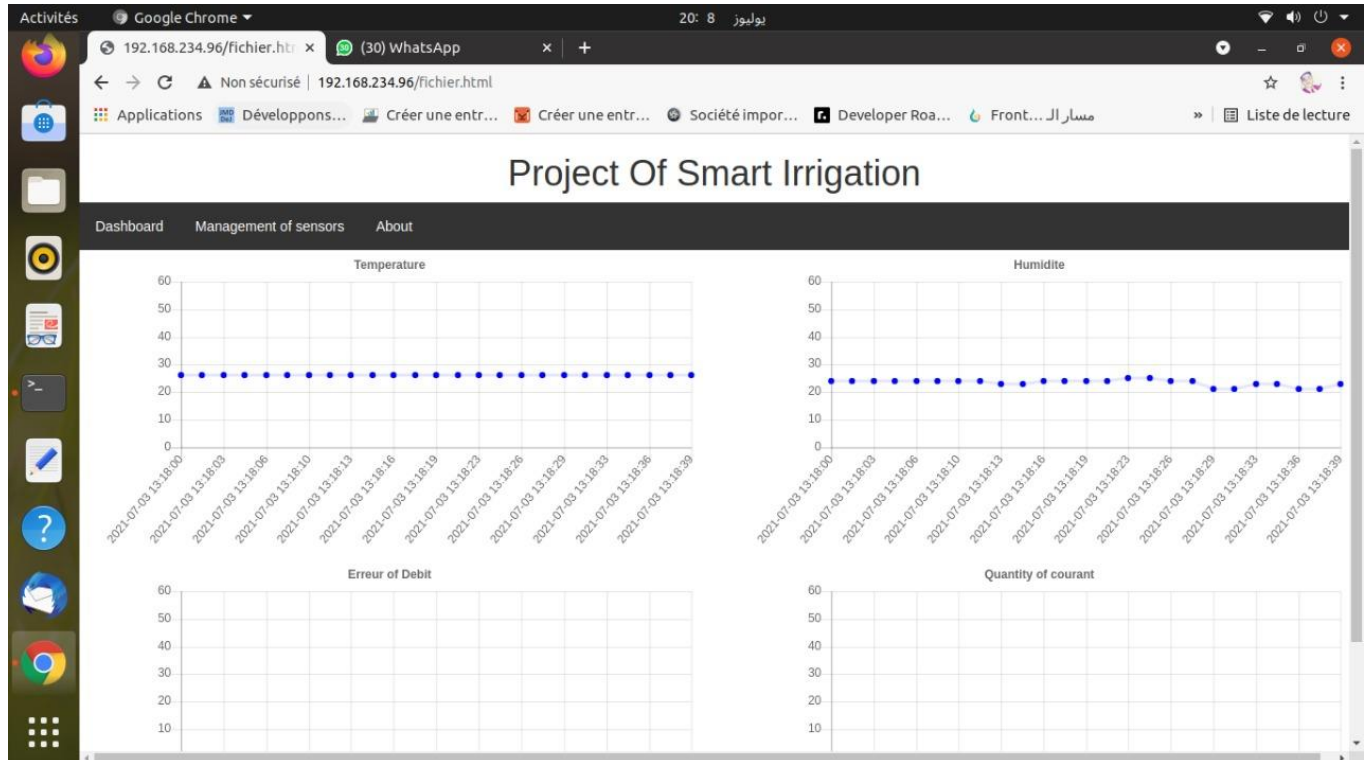 Activités Google Chrome 20: 8 يوليوز
192.168.234.96/fichier.htm (30) WhatsApp
Non sécurisé 192.168.234.96/fichier.html
Applications Développons... Créer une entr... Créer une entr... Société impor... Developer Roa... Front... مسار الـ » Liste de lecture
Project Of Smart Irrigation
Dashboard Management of sensors About
Temperature
60
50
40
30
20
10
0
2021-07-03 13:18:00 2021-07-03 13:18:03 2021-07-03 13:18:06 2021-07-03 13:18:10 2021-07-03 13:18:13 2021-07-03 13:18:16 2021-07-03 13:18:19 2021-07-03 13:18:23 2021-07-03 13:18:26 2021-07-03 13:18:29 2021-07-03 13:18:33 2021-07-03 13:18:36 2021-07-03 13:18:39
Humidite
60
50
40
30
20
10
0
2021-07-03 13:18:00 2021-07-03 13:18:03 2021-07-03 13:18:06 2021-07-03 13:18:10 2021-07-03 13:18:13 2021-07-03 13:18:16 2021-07-03 13:18:19 2021-07-03 13:18:23 2021-07-03 13:18:26 2021-07-03 13:18:29 2021-07-03 13:18:33 2021-07-03 13:18:36 2021-07-03 13:18:39
Erreur of Debit
60
50
40
30
20
10
Quantity of courant
60
50
40
30
20
10